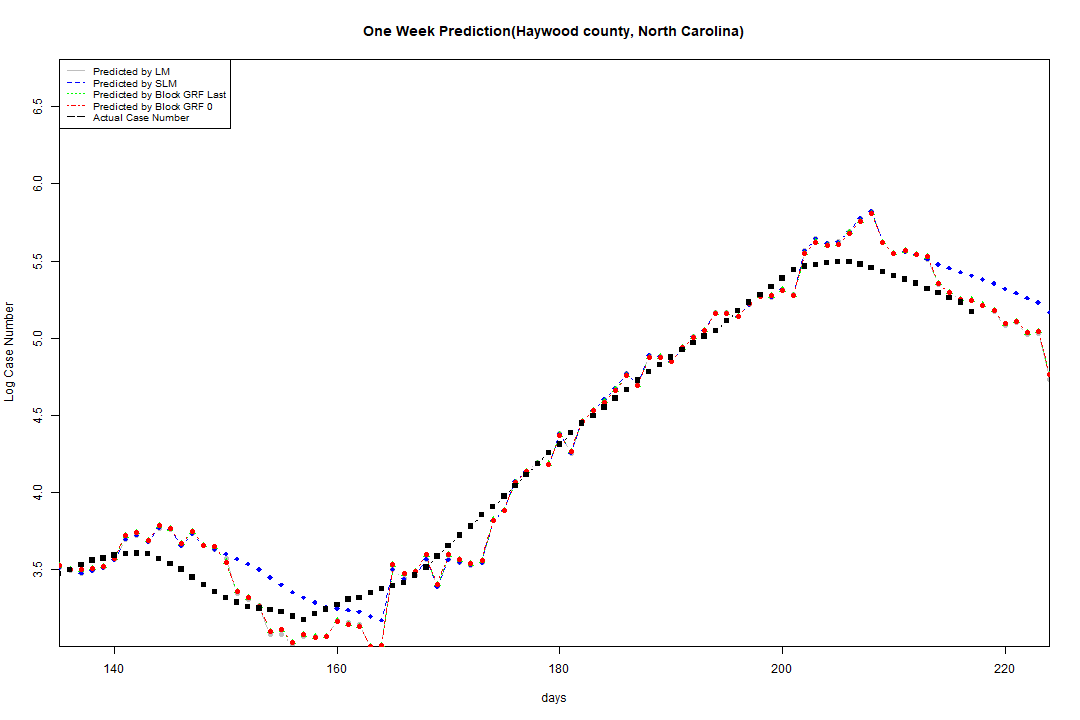 One Week Prediction(Haywood county, North Carolina)
Predicted by LM
Predicted by SLM
Predicted by Block GRF Last
Predicted by Block GRF 0
Actual Case Number
Log Case Number
6.5
6.0
5.5
5.0
4.5
4.0
3.5
140 160 180 200 220
days